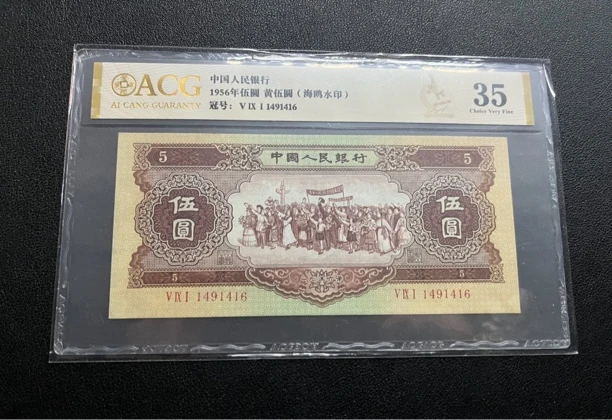 ACG
AI CANG GUARANTY
中国人民银行
1956年伍圆 黄伍圆（海鸥水印）
冠号： V IX I 1491416
35
Choice Very Fine
5
中國人民銀行
5
伍圓
伍圓
5
5
V IX I 1491416
V IX I 1491416